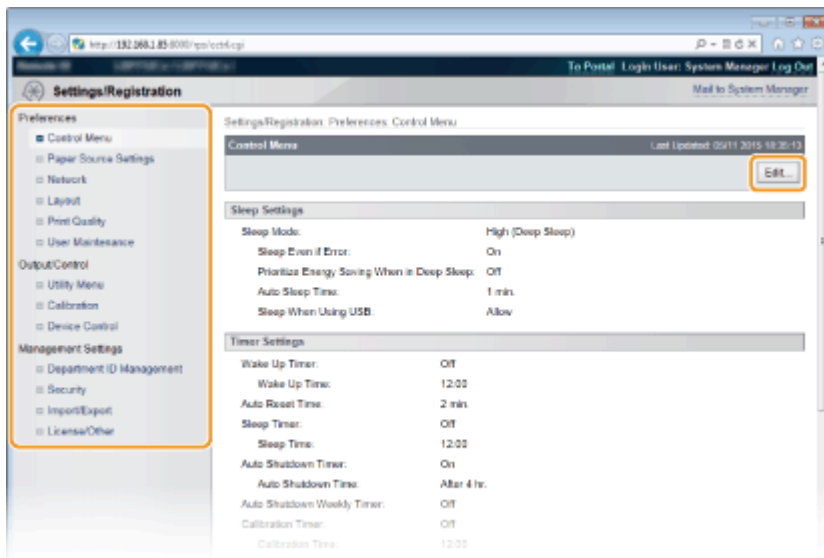 http://192.168.1.85:8000/rps/cctrl.cgi
To Portal Login User: System Manager Log Out
Settings/Registration
Mail to System Manager
Preferences
Control Menu
Paper Source Settings
Network
Layout
Print Quality
User Maintenance
Output/Control
Utility Menu
Calibration
Device Control
Management Settings
Department ID Management
Security
Import/Export
License/Other
Settings/Registration: Preferences: Control Menu
Control Menu
Last Updated: 05/11 2015 18:35:13
Edit...
Sleep Settings
Sleep Mode: High (Deep Sleep)
Sleep Even if Error: On
Prioritize Energy Saving When in Deep Sleep: Off
Auto Sleep Time: 1 min.
Sleep When Using USB: Allow
Timer Settings
Wake Up Timer: Off
Wake Up Time: 12:00
Auto Reset Time: 2 min.
Sleep Timer: Off
Sleep Time: 12:00
Auto Shutdown Timer: On
Auto Shutdown Time: After 4 hr.
Auto Shutdown Weekly Timer: Off
Calibration Timer: Off
Calibration Time: 12:00